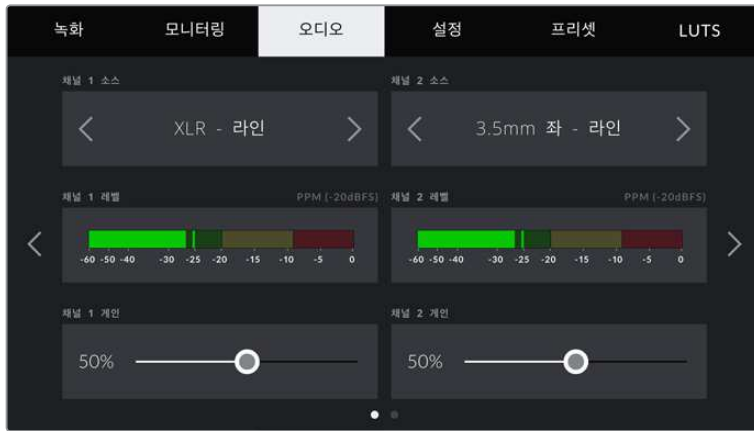 녹화 모니터링 오디오 설정 프리셋 LUTS
채널 1 소스 채널 2 소스
XLR - 라인 3.5mm 좌 - 라인
채널 1 레벨 PPM (-20dBFS) 채널 2 레벨 PPM (-20dBFS)
-60 -50 -40 -30 -25 -20 -15 -10 -5 0 -60 -50 -40 -30 -25 -20 -15 -10 -5 0
채널 1 게인 채널 2 게인
50% 50%